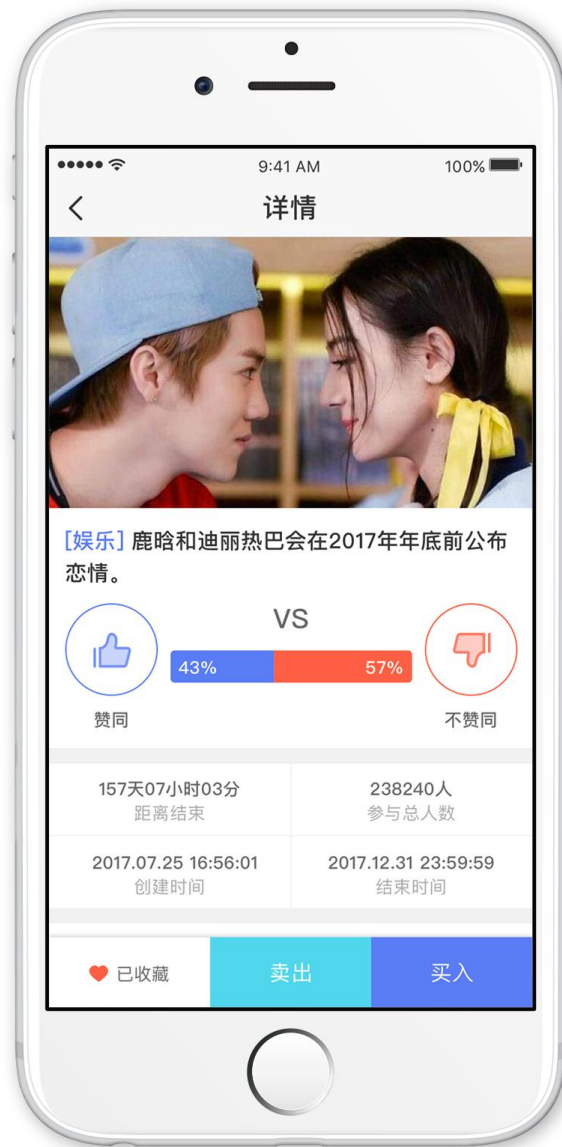 9:41 AM
100%
详情
[娱乐] 鹿晗和迪丽热巴会在2017年年底前公布
恋情。
VS
43%
57%
赞同
不赞同
157天07小时03分
238240人
距离结束
参与总人数
2017.07.25 16:56:01
2017.12.31 23:59:59
创建时间
结束时间
已收藏
卖出
买入